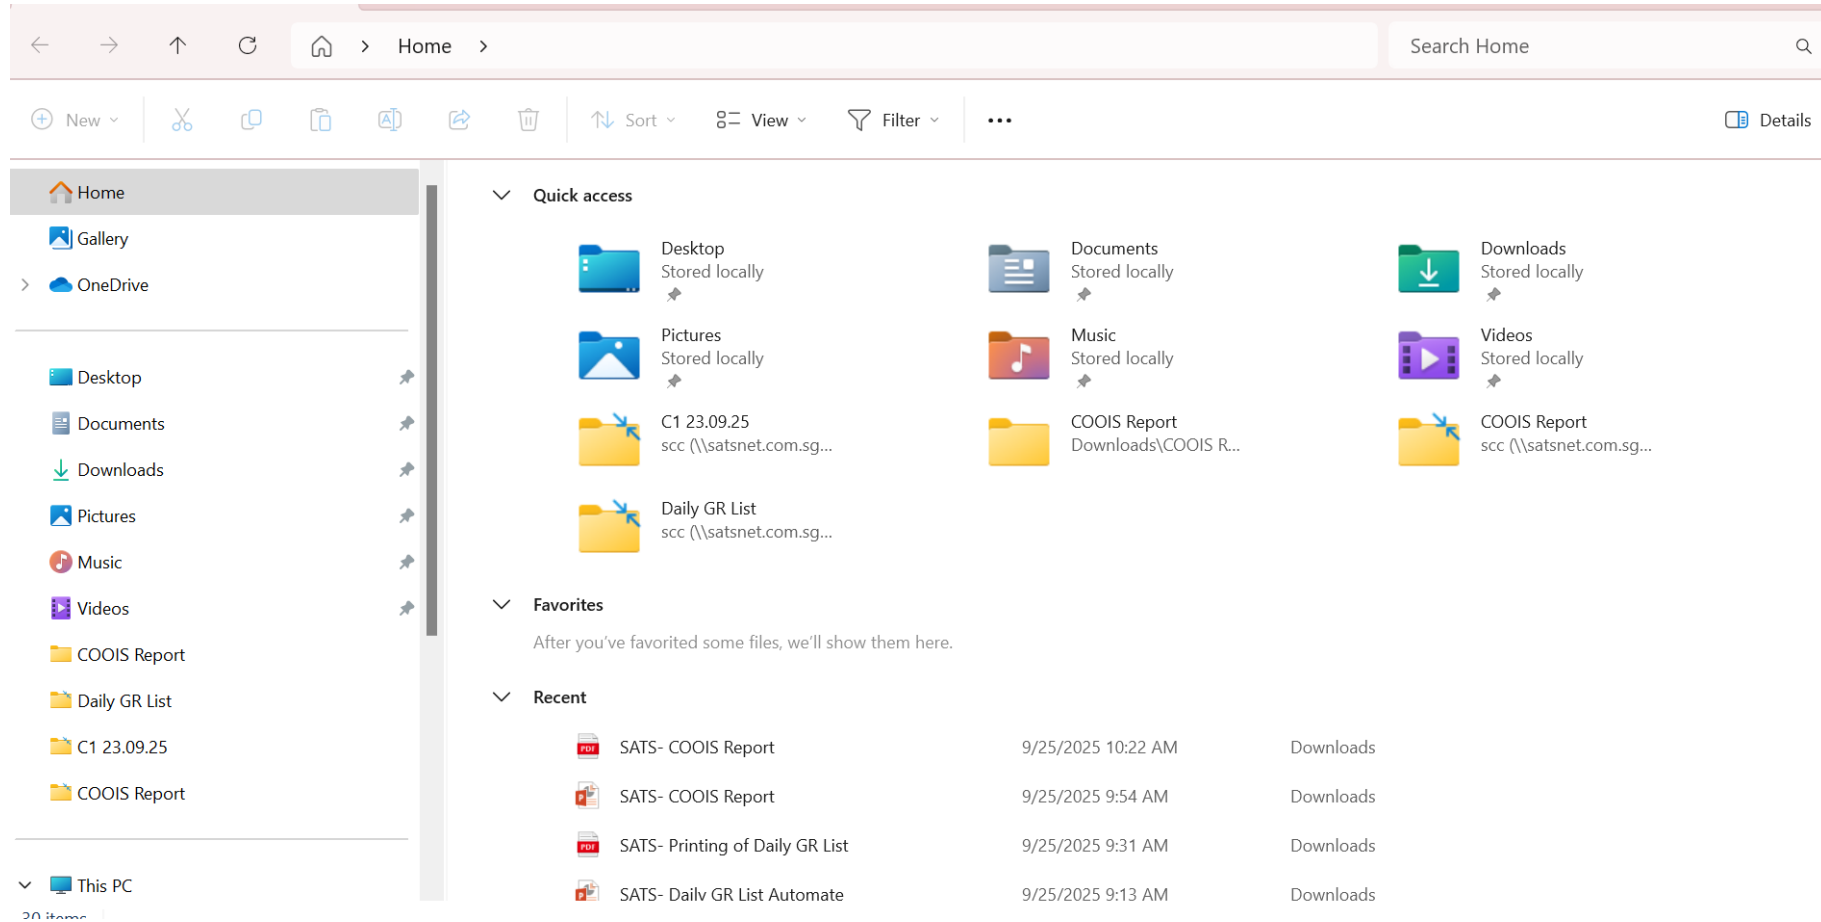 Home
Search Home
New
Sort
View
Filter
Details
Home
Gallery
OneDrive
Desktop
Documents
Downloads
Pictures
Music
Videos
COOIS Report
Daily GR List
C1 23.09.25
COOIS Report
This PC
30 items
Quick access
Desktop
Stored locally
Documents
Stored locally
Downloads
Stored locally
Pictures
Stored locally
Music
Stored locally
Videos
Stored locally
C1 23.09.25
scc (\\satsnet.com.sg...
COOIS Report
Downloads\COOIS R...
COOIS Report
scc (\\satsnet.com.sg...
Daily GR List
scc (\\satsnet.com.sg...
Favorites
After you've favorited some files, we'll show them here.
Recent
PDF SATS- COOIS Report 9/25/2025 10:22 AM Downloads
P SATS- COOIS Report 9/25/2025 9:54 AM Downloads
PDF SATS- Printing of Daily GR List 9/25/2025 9:31 AM Downloads
P SATS- Daily GR List Automate 9/25/2025 9:13 AM Downloads